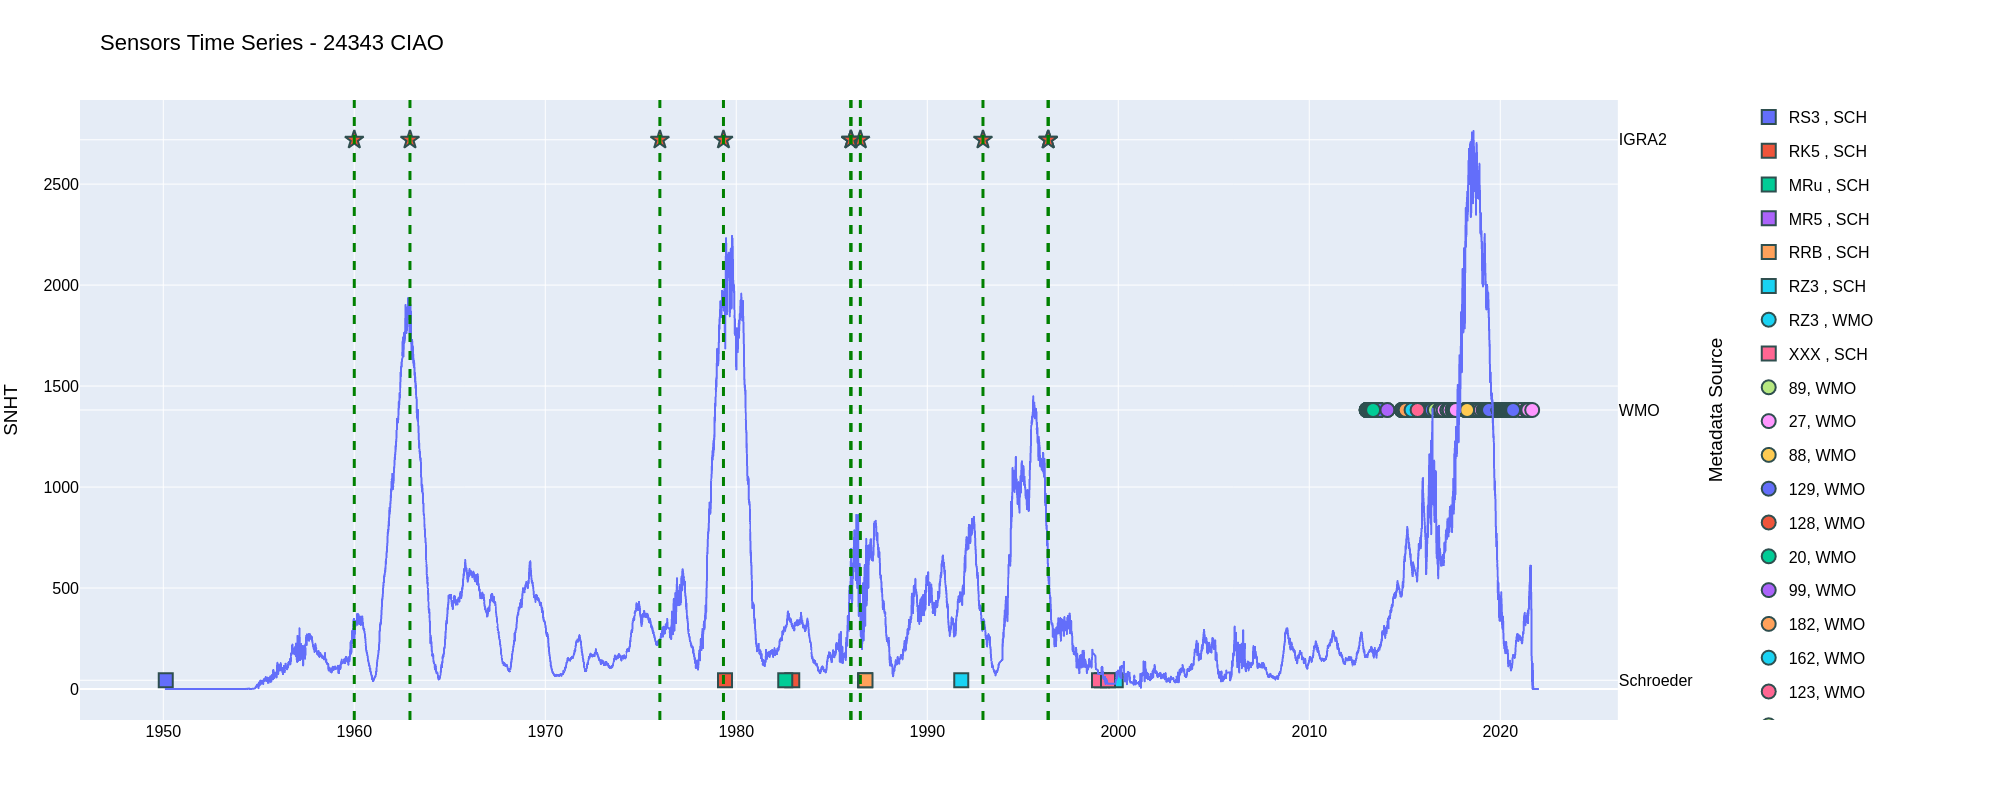 Sensors Time Series - 24343 CIAO
SNHT
2500
2000
1500
1000
500
0
1950
1960
1970
1980
1990
2000
2010
2020
IGRA2
WMO
Schroeder
Metadata Source
RS3 , SCH
RK5 , SCH
MRu , SCH
MR5 , SCH
RRB , SCH
RZ3 , SCH
RZ3 , WMO
XXX , SCH
89, WMO
27, WMO
88, WMO
129, WMO
128, WMO
20, WMO
99, WMO
182, WMO
162, WMO
123, WMO